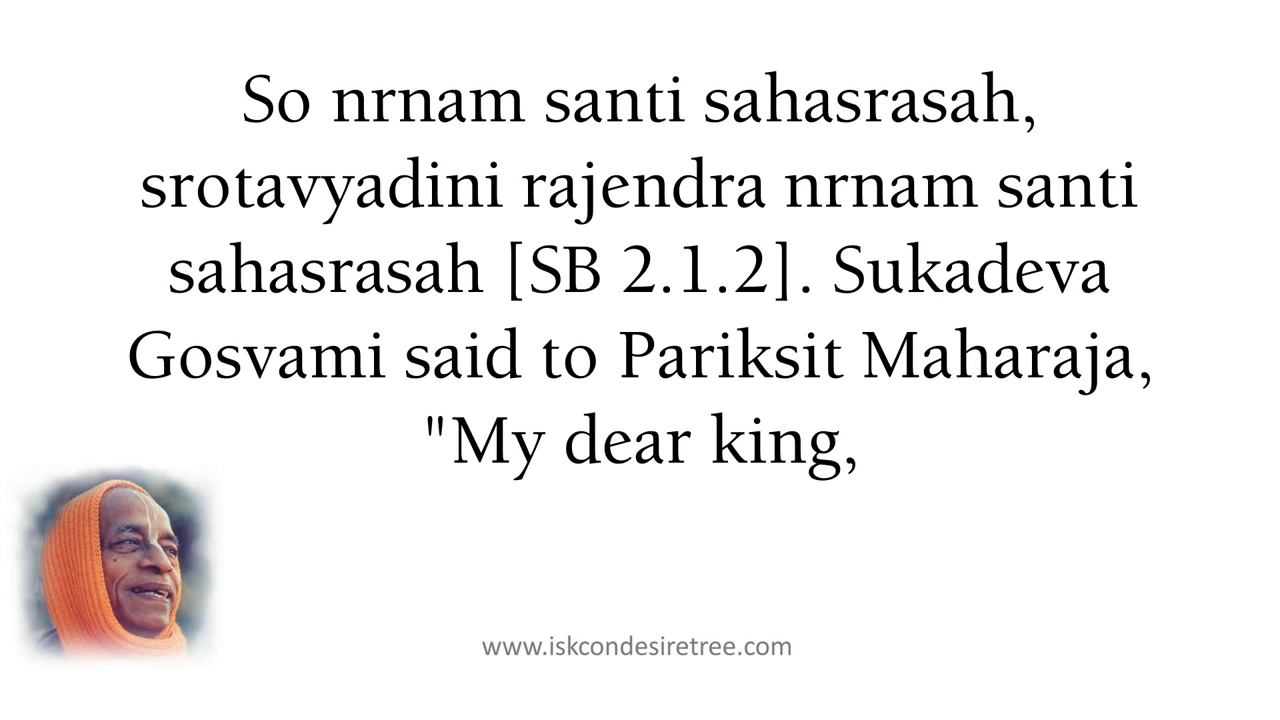 So nrnam santi sahasrasah,
srotavyadini rajendra nrnam santi
sahasrasah [SB 2.1.2]. Sukadeva
Gosvami said to Pariksit Maharaja,
"My dear king,
www.iskcondesiretree.com